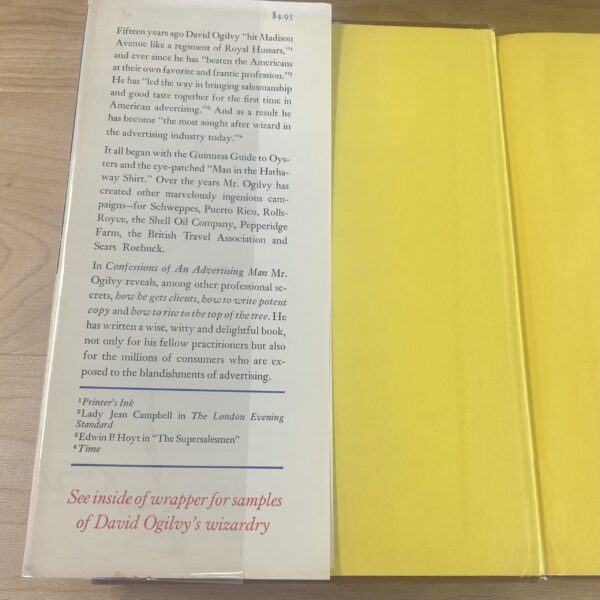 $4.95
Fifteen years ago David Ogilvy "hit Madison
Avenue like a regiment of Royal Hussars,"¹
and ever since he has "beaten the Americans
at their own favorite and frantic profession."²
He has "led the way in bringing salesmanship
and good taste together for the first time in
American advertising."³ And as a result he
has become "the most sought after wizard in
the advertising industry today."⁴
It all began with the Guinness Guide to Oys-
ters and the eye-patched "Man in the Hatha-
way Shirt." Over the years Mr. Ogilvy has
created other marvelously ingenious cam-
paigns—for Schweppes, Puerto Rico, Rolls-
Royce, the Shell Oil Company, Pepperidge
Farm, the British Travel Association and
Sears Roebuck.
In Confessions of An Advertising Man Mr.
Ogilvy reveals, among other professional se-
crets, how he gets clients, how to write potent
copy and how to rise to the top of the tree. He
has written a wise, witty and delightful book,
not only for his fellow practitioners but also
for the millions of consumers who are ex-
posed to the blandishments of advertising.
¹Printer's Ink
²Lady Jean Campbell in The London Evening
Standard
³Edwin P. Hoyt in "The Supersalesmen"
⁴Time
See inside of wrapper for samples
of David Ogilvy's wizardry